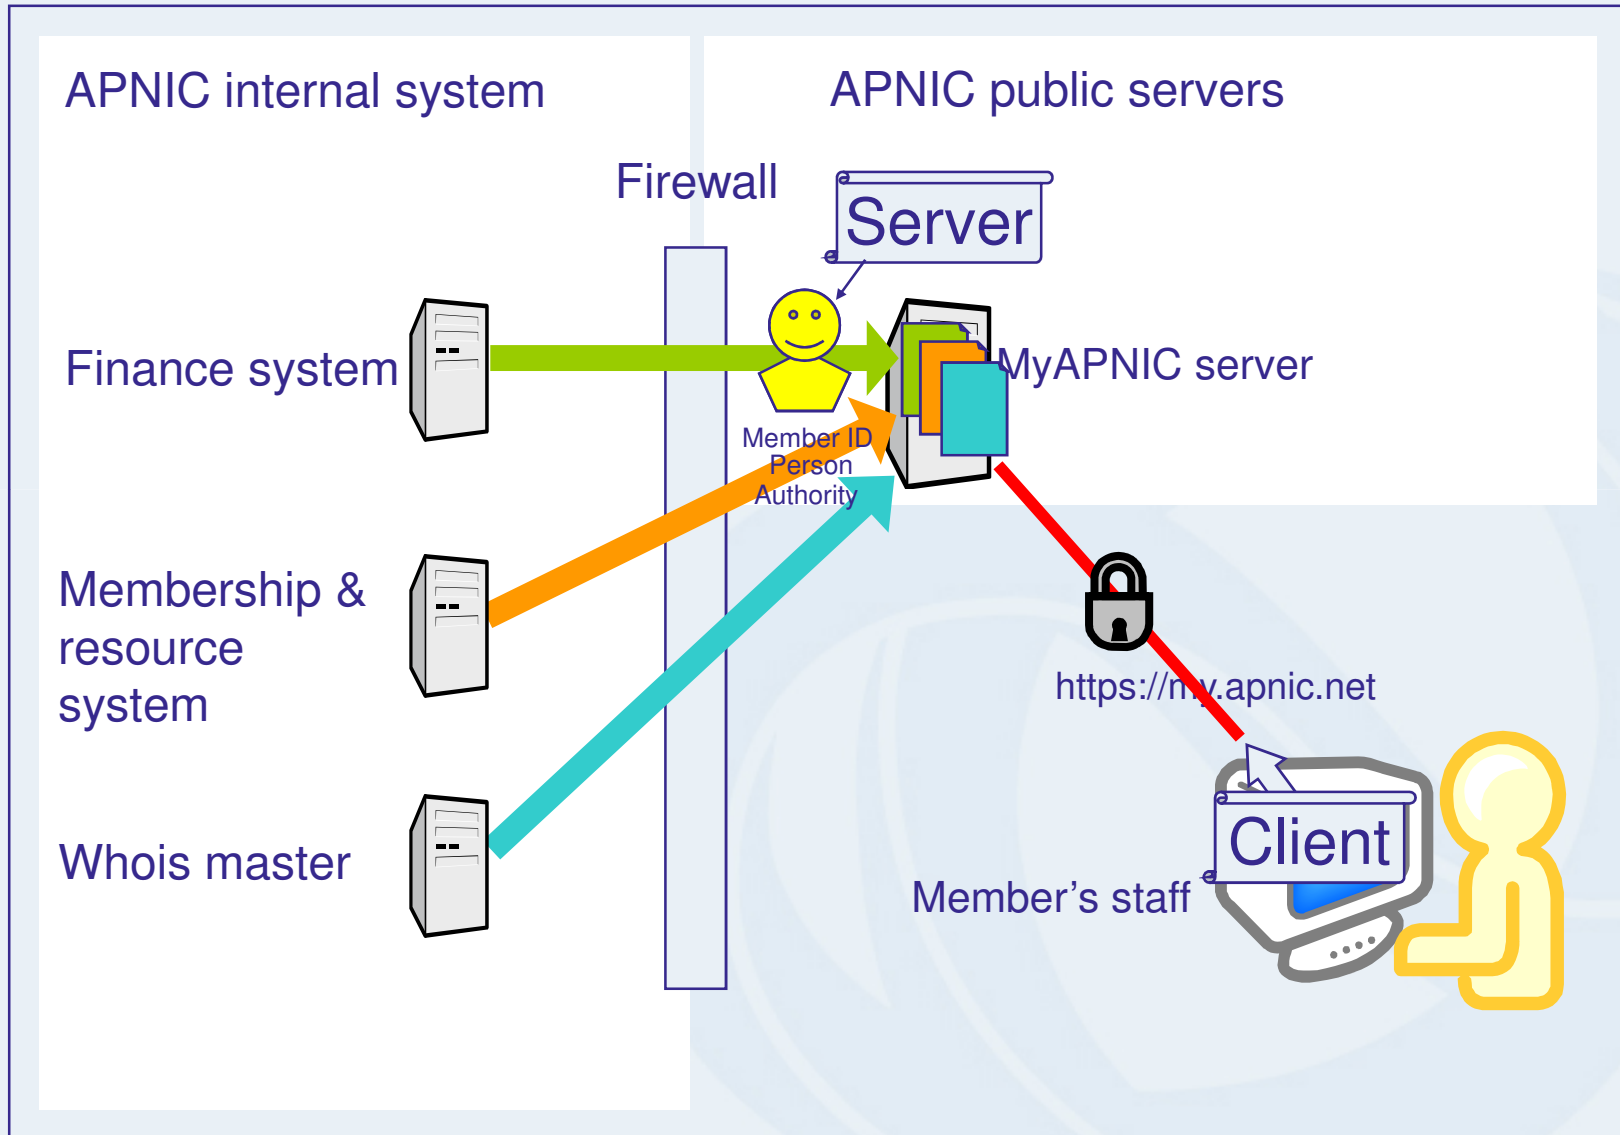 APNIC internal system
APNIC public servers
Firewall
Server
Finance system
MyAPNIC server
Member ID
Person
Authority
Membership &
resource
system
https://my.apnic.net
Whois master
Client
Member’s staff